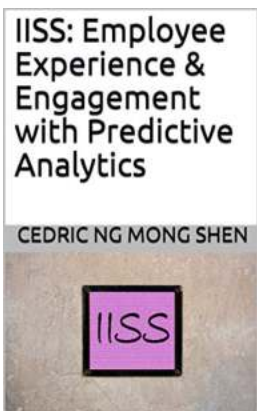 IISS: Employee
Experience &
Engagement
with Predictive
Analytics
CEDRIC NG MONG SHEN
IISS